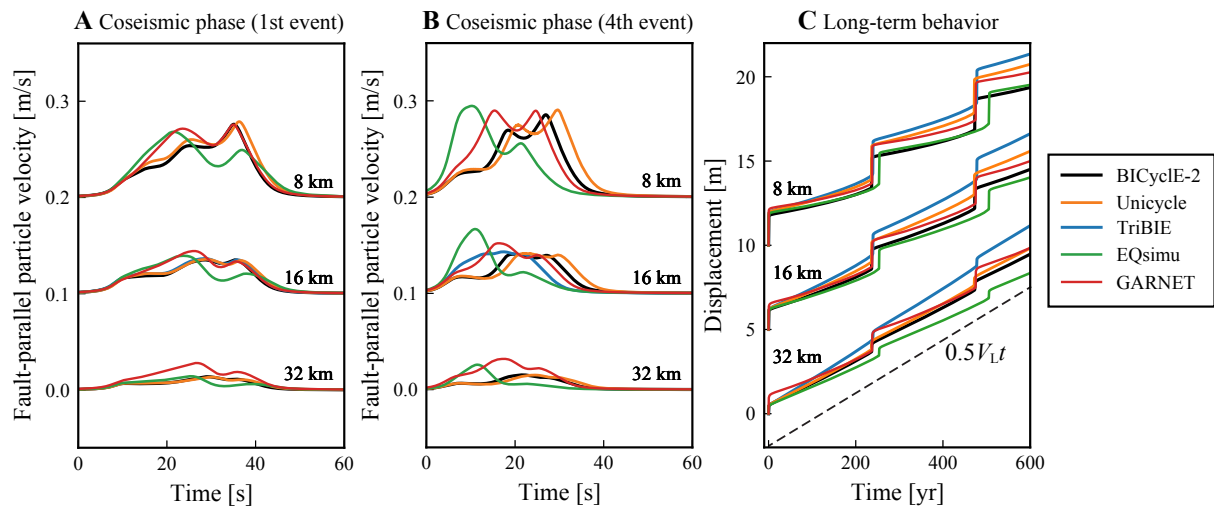 A Coseismic phase (1st event)
B Coseismic phase (4th event)
C Long-term behavior
Fault-parallel particle velocity [m/s]
0.3
0.2
0.1
0.0
8 km
16 km
32 km
0
20
40
60
Time [s]
Fault-parallel particle velocity [m/s]
0.3
0.2
0.1
0.0
8 km
16 km
32 km
0
20
40
60
Time [s]
Displacement [m]
20
15
10
5
0
8 km
16 km
32 km
0.5V_L t
0
200
400
600
Time [yr]
BICyclE-2
Unicycle
TriBIE
EQsimu
GARNET